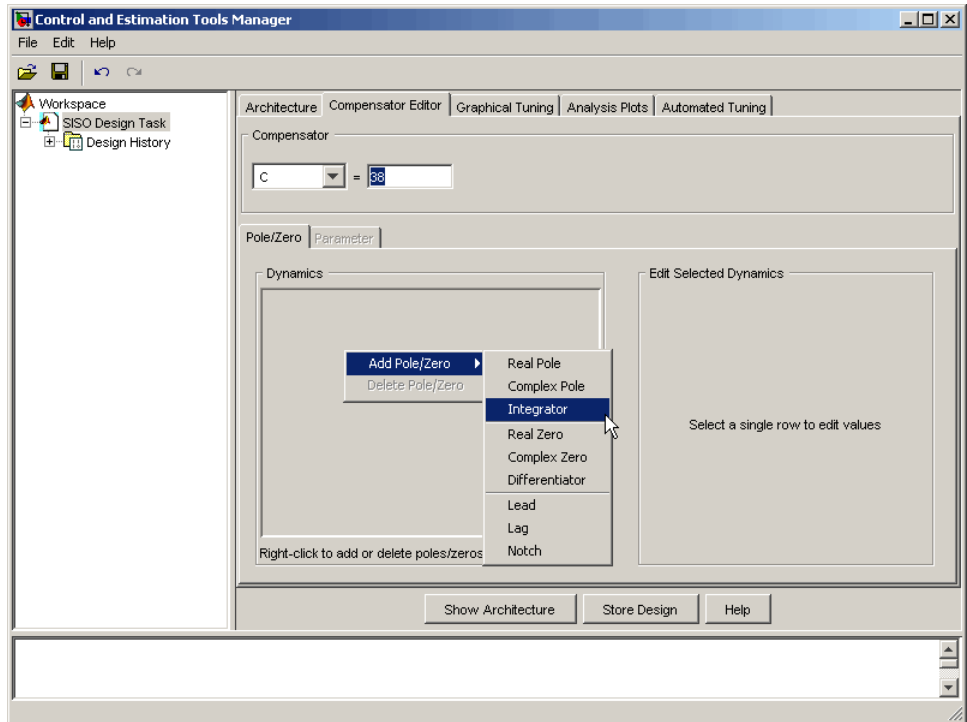 Control and Estimation Tools Manager
File Edit Help
Workspace
SISO Design Task
Design History
Architecture Compensator Editor Graphical Tuning Analysis Plots Automated Tuning
Compensator
C = 38
Pole/Zero Parameter
Dynamics
Edit Selected Dynamics
Add Pole/Zero
Delete Pole/Zero
Real Pole
Complex Pole
Integrator
Real Zero
Complex Zero
Differentiator
Lead
Lag
Notch
Select a single row to edit values
Right-click to add or delete poles/zeros
Show Architecture Store Design Help